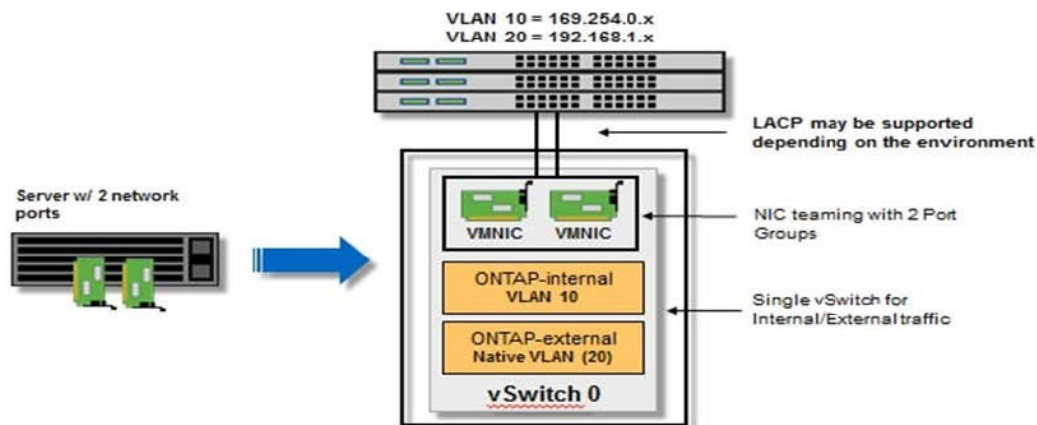 VLAN 10 = 169.254.0.x
VLAN 20 = 192.168.1.x
LACP may be supported
depending on the environment
Server w/ 2 network
ports
VMNIC
VMNIC
NIC teaming with 2 Port
Groups
ONTAP-internal
VLAN 10
Single vSwitch for
Internal/External traffic
ONTAP-external
Native VLAN (20)
vSwitch 0